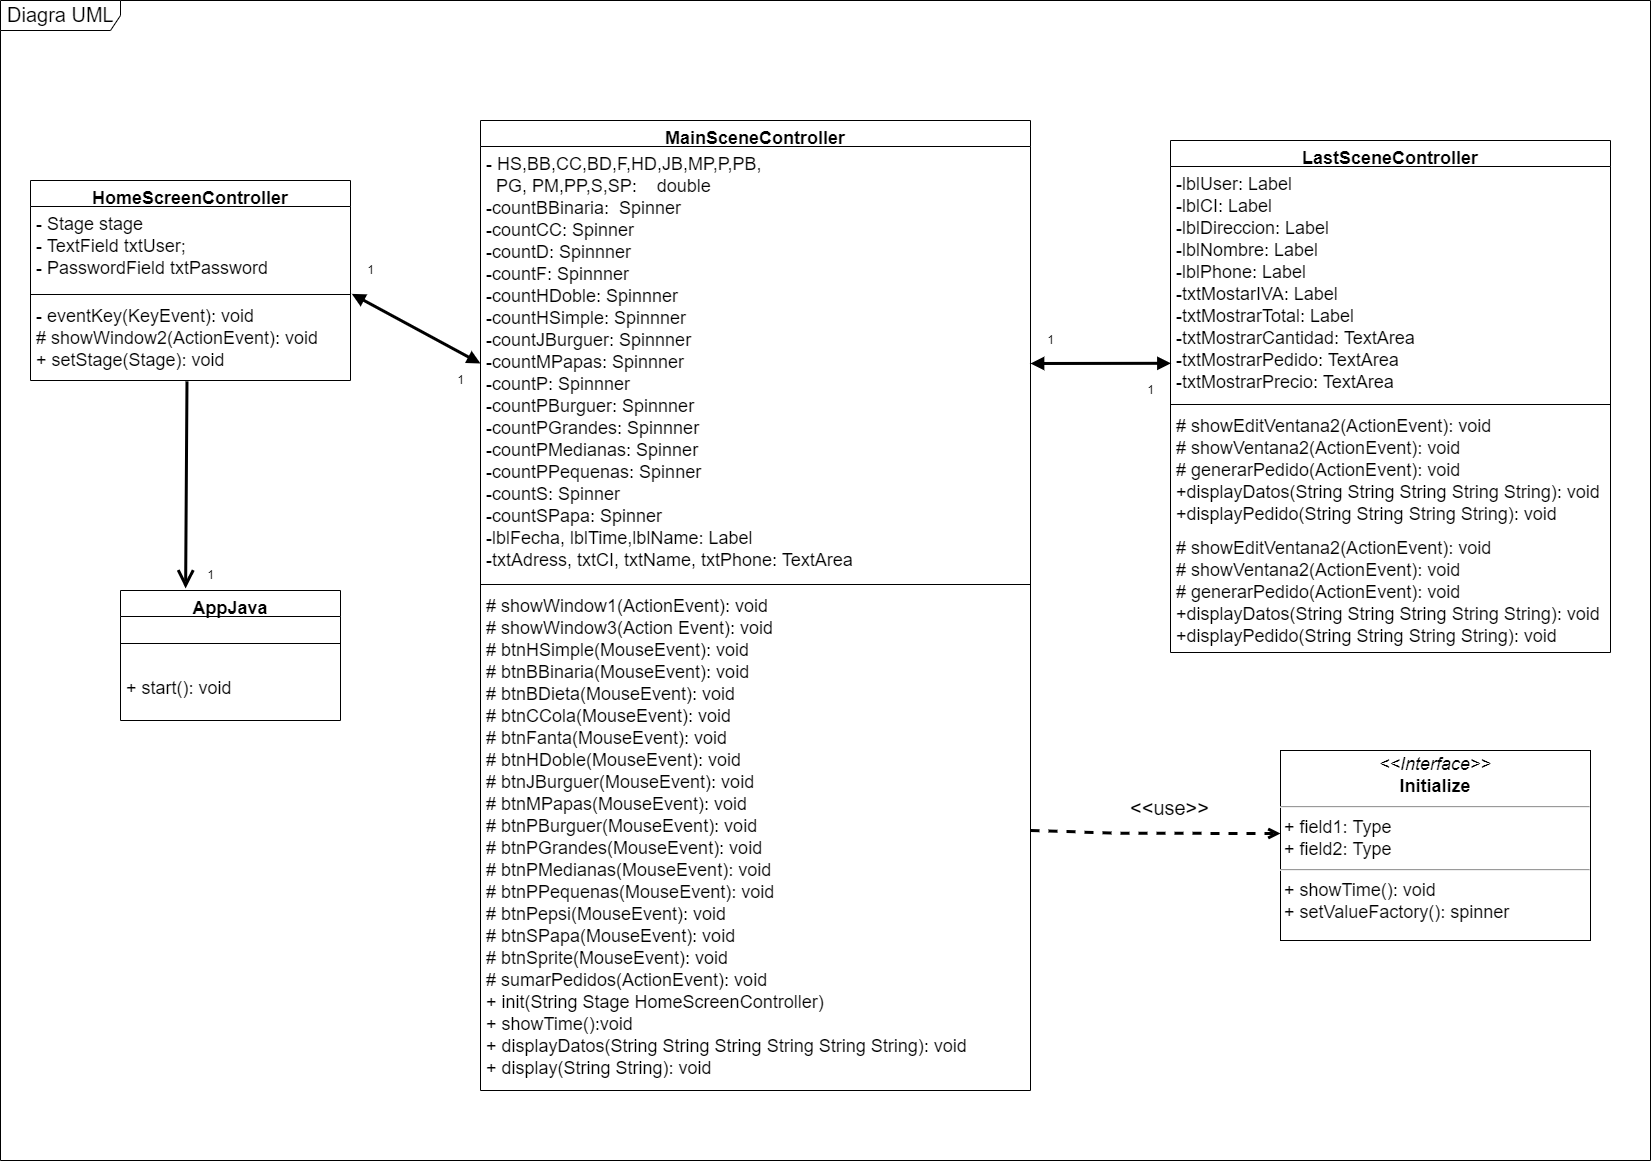 Diagra UML
HomeScreenController
- Stage stage
- TextField txtUser;
- PasswordField txtPassword
- eventKey(KeyEvent): void
# showWindow2(ActionEvent): void
+ setStage(Stage): void
1
1
1
AppJava
+ start(): void
MainSceneController
- HS,BB,CC,BD,F,HD,JB,MP,P,PB,
PG, PM,PP,S,SP: double
-countBBinaria: Spinner
-countCC: Spinner
-countD: Spinnner
-countF: Spinnner
-countHDoble: Spinnner
-countHSimple: Spinnner
-countJBurguer: Spinnner
-countMPapas: Spinnner
-countP: Spinnner
-countPBurguer: Spinnner
-countPGrandes: Spinnner
-countPMedianas: Spinner
-countPPequenas: Spinner
-countS: Spinner
-countSPapa: Spinner
-lblFecha, lblTime,lblName: Label
-txtAdress, txtCI, txtName, txtPhone: TextArea
# showWindow1(ActionEvent): void
# showWindow3(Action Event): void
# btnHSimple(MouseEvent): void
# btnBBinaria(MouseEvent): void
# btnBDieta(MouseEvent): void
# btnCCola(MouseEvent): void
# btnFanta(MouseEvent): void
# btnHDoble(MouseEvent): void
# btnJBurguer(MouseEvent): void
# btnMPapas(MouseEvent): void
# btnPBurguer(MouseEvent): void
# btnPGrandes(MouseEvent): void
# btnPMedianas(MouseEvent): void
# btnPPequenas(MouseEvent): void
# btnPepsi(MouseEvent): void
# btnSPapa(MouseEvent): void
# btnSprite(MouseEvent): void
# sumarPedidos(ActionEvent): void
+ init(String Stage HomeScreenController)
+ showTime():void
+ displayDatos(String String String String String String): void
+ display(String String): void
1
1
LastSceneController
-lblUser: Label
-lblCI: Label
-lblDireccion: Label
-lblNombre: Label
-lblPhone: Label
-txtMostarIVA: Label
-txtMostrarTotal: Label
-txtMostrarCantidad: TextArea
-txtMostrarPedido: TextArea
-txtMostrarPrecio: TextArea
# showEditVentana2(ActionEvent): void
# showVentana2(ActionEvent): void
# generarPedido(ActionEvent): void
+displayDatos(String String String String String): void
+displayPedido(String String String String): void
# showEditVentana2(ActionEvent): void
# showVentana2(ActionEvent): void
# generarPedido(ActionEvent): void
+displayDatos(String String String String String): void
+displayPedido(String String String String): void
<<use>>
<<Interface>>
Initialize
+ field1: Type
+ field2: Type
+ showTime(): void
+ setValueFactory(): spinner